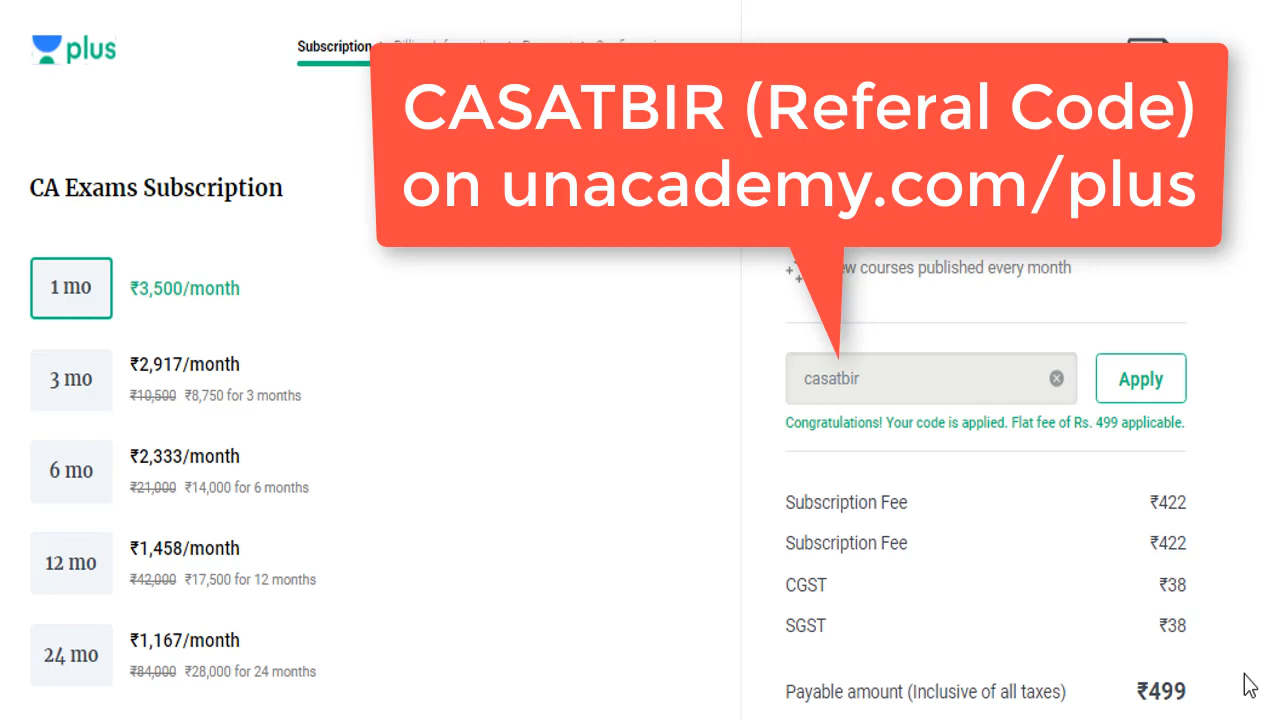 plus
Subscription
CASATBIR (Referal Code)
on unacademy.com/plus
CA Exams Subscription
1 mo ₹3,500/month
3 mo ₹2,917/month
₹10,500 ₹8,750 for 3 months
6 mo ₹2,333/month
₹21,000 ₹14,000 for 6 months
12 mo ₹1,458/month
₹42,000 ₹17,500 for 12 months
24 mo ₹1,167/month
₹84,000 ₹28,000 for 24 months
courses published every month
casatbir
Apply
Congratulations! Your code is applied. Flat fee of Rs. 499 applicable.
Subscription Fee ₹422
Subscription Fee ₹422
CGST ₹38
SGST ₹38
Payable amount (Inclusive of all taxes) ₹499